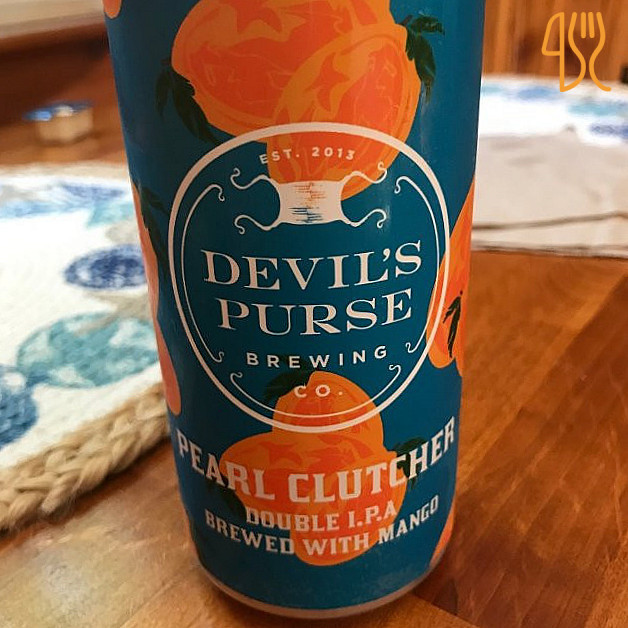 EST. 2013
DEVIL'S
PURSE
BREWING
CO.
PEARL CLUTCHER
DOUBLE I.P.A
BREWED WITH MANGO